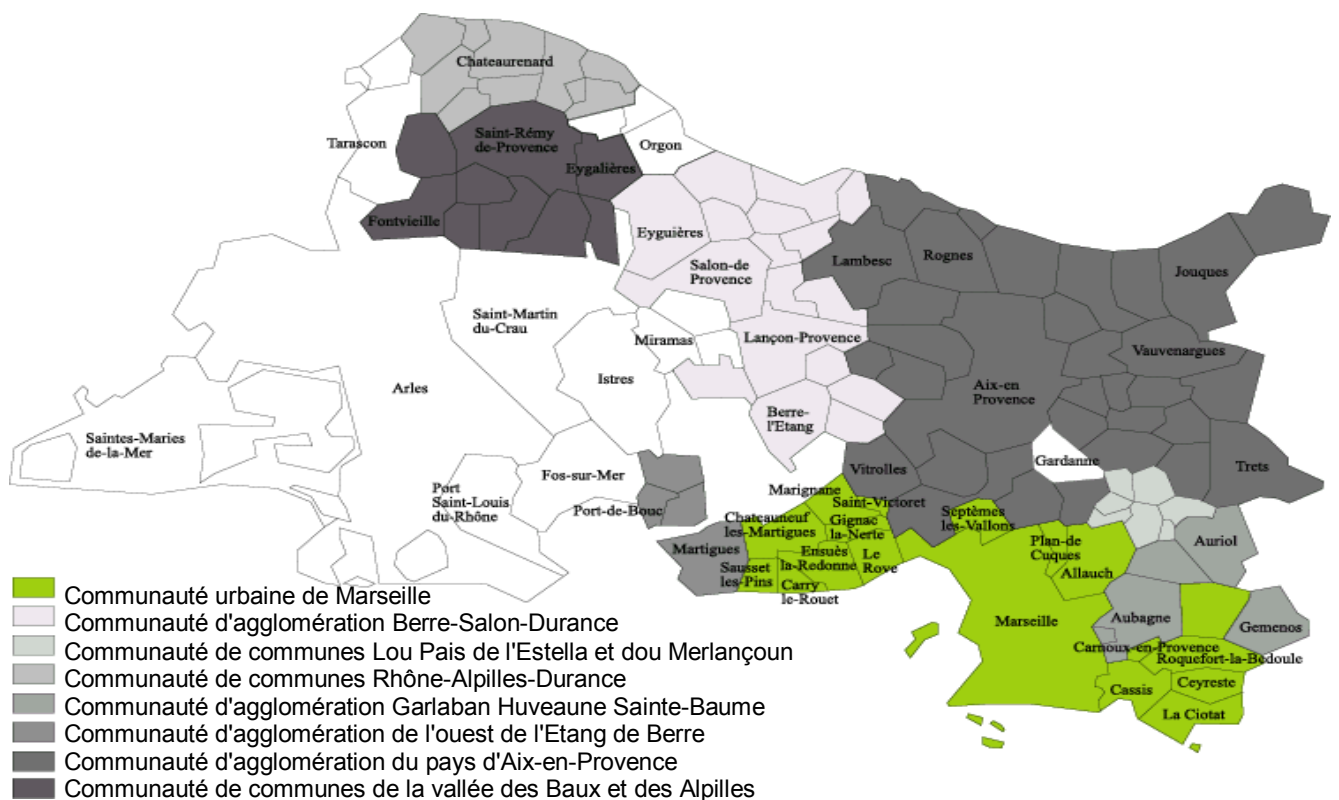 Chateaurenard
Tarascon
Saint-Rémy
de-Provence
Orgon
Eygalières
Fontvieille
Eyguières
Salon-de
Provence
Lambesc
Rognes
Jouques
Saint-Martin
du-Crau
Miramas
Lançon-Provence
Vauvenargues
Arles
Istres
Aix-en
Provence
Berre-
l'Etang
Saintes-Maries
de-la-Mer
Gardanne
Vitrolles
Trets
Fos-sur-Mer
Port
Saint-Louis
du-Rhône
Port-de-Bouc
Marignane
Saint-Victoret
Chateauneuf
les-Martigues
Gignac
la-Nerte
Septèmes
les-Vallons
Martigues
Ensuès
la-Redonne
Le
Rove
Plan-de
Cuques
Auriol
Sausset
les-Pins
Carry
le-Rouet
Allauch
Marseille
Aubagne
Gemenos
Carnoux-en-Provence
Roquefort-la-Bedoule
Cassis
Ceyreste
La Ciotat
Communauté urbaine de Marseille
Communauté d'agglomération Berre-Salon-Durance
Communauté de communes Lou Pais de l'Estella et dou Merlançoun
Communauté de communes Rhône-Alpilles-Durance
Communauté d'agglomération Garlaban Huveaune Sainte-Baume
Communauté d'agglomération de l'ouest de l'Etang de Berre
Communauté d'agglomération du pays d'Aix-en-Provence
Communauté de communes de la vallée des Baux et des Alpilles